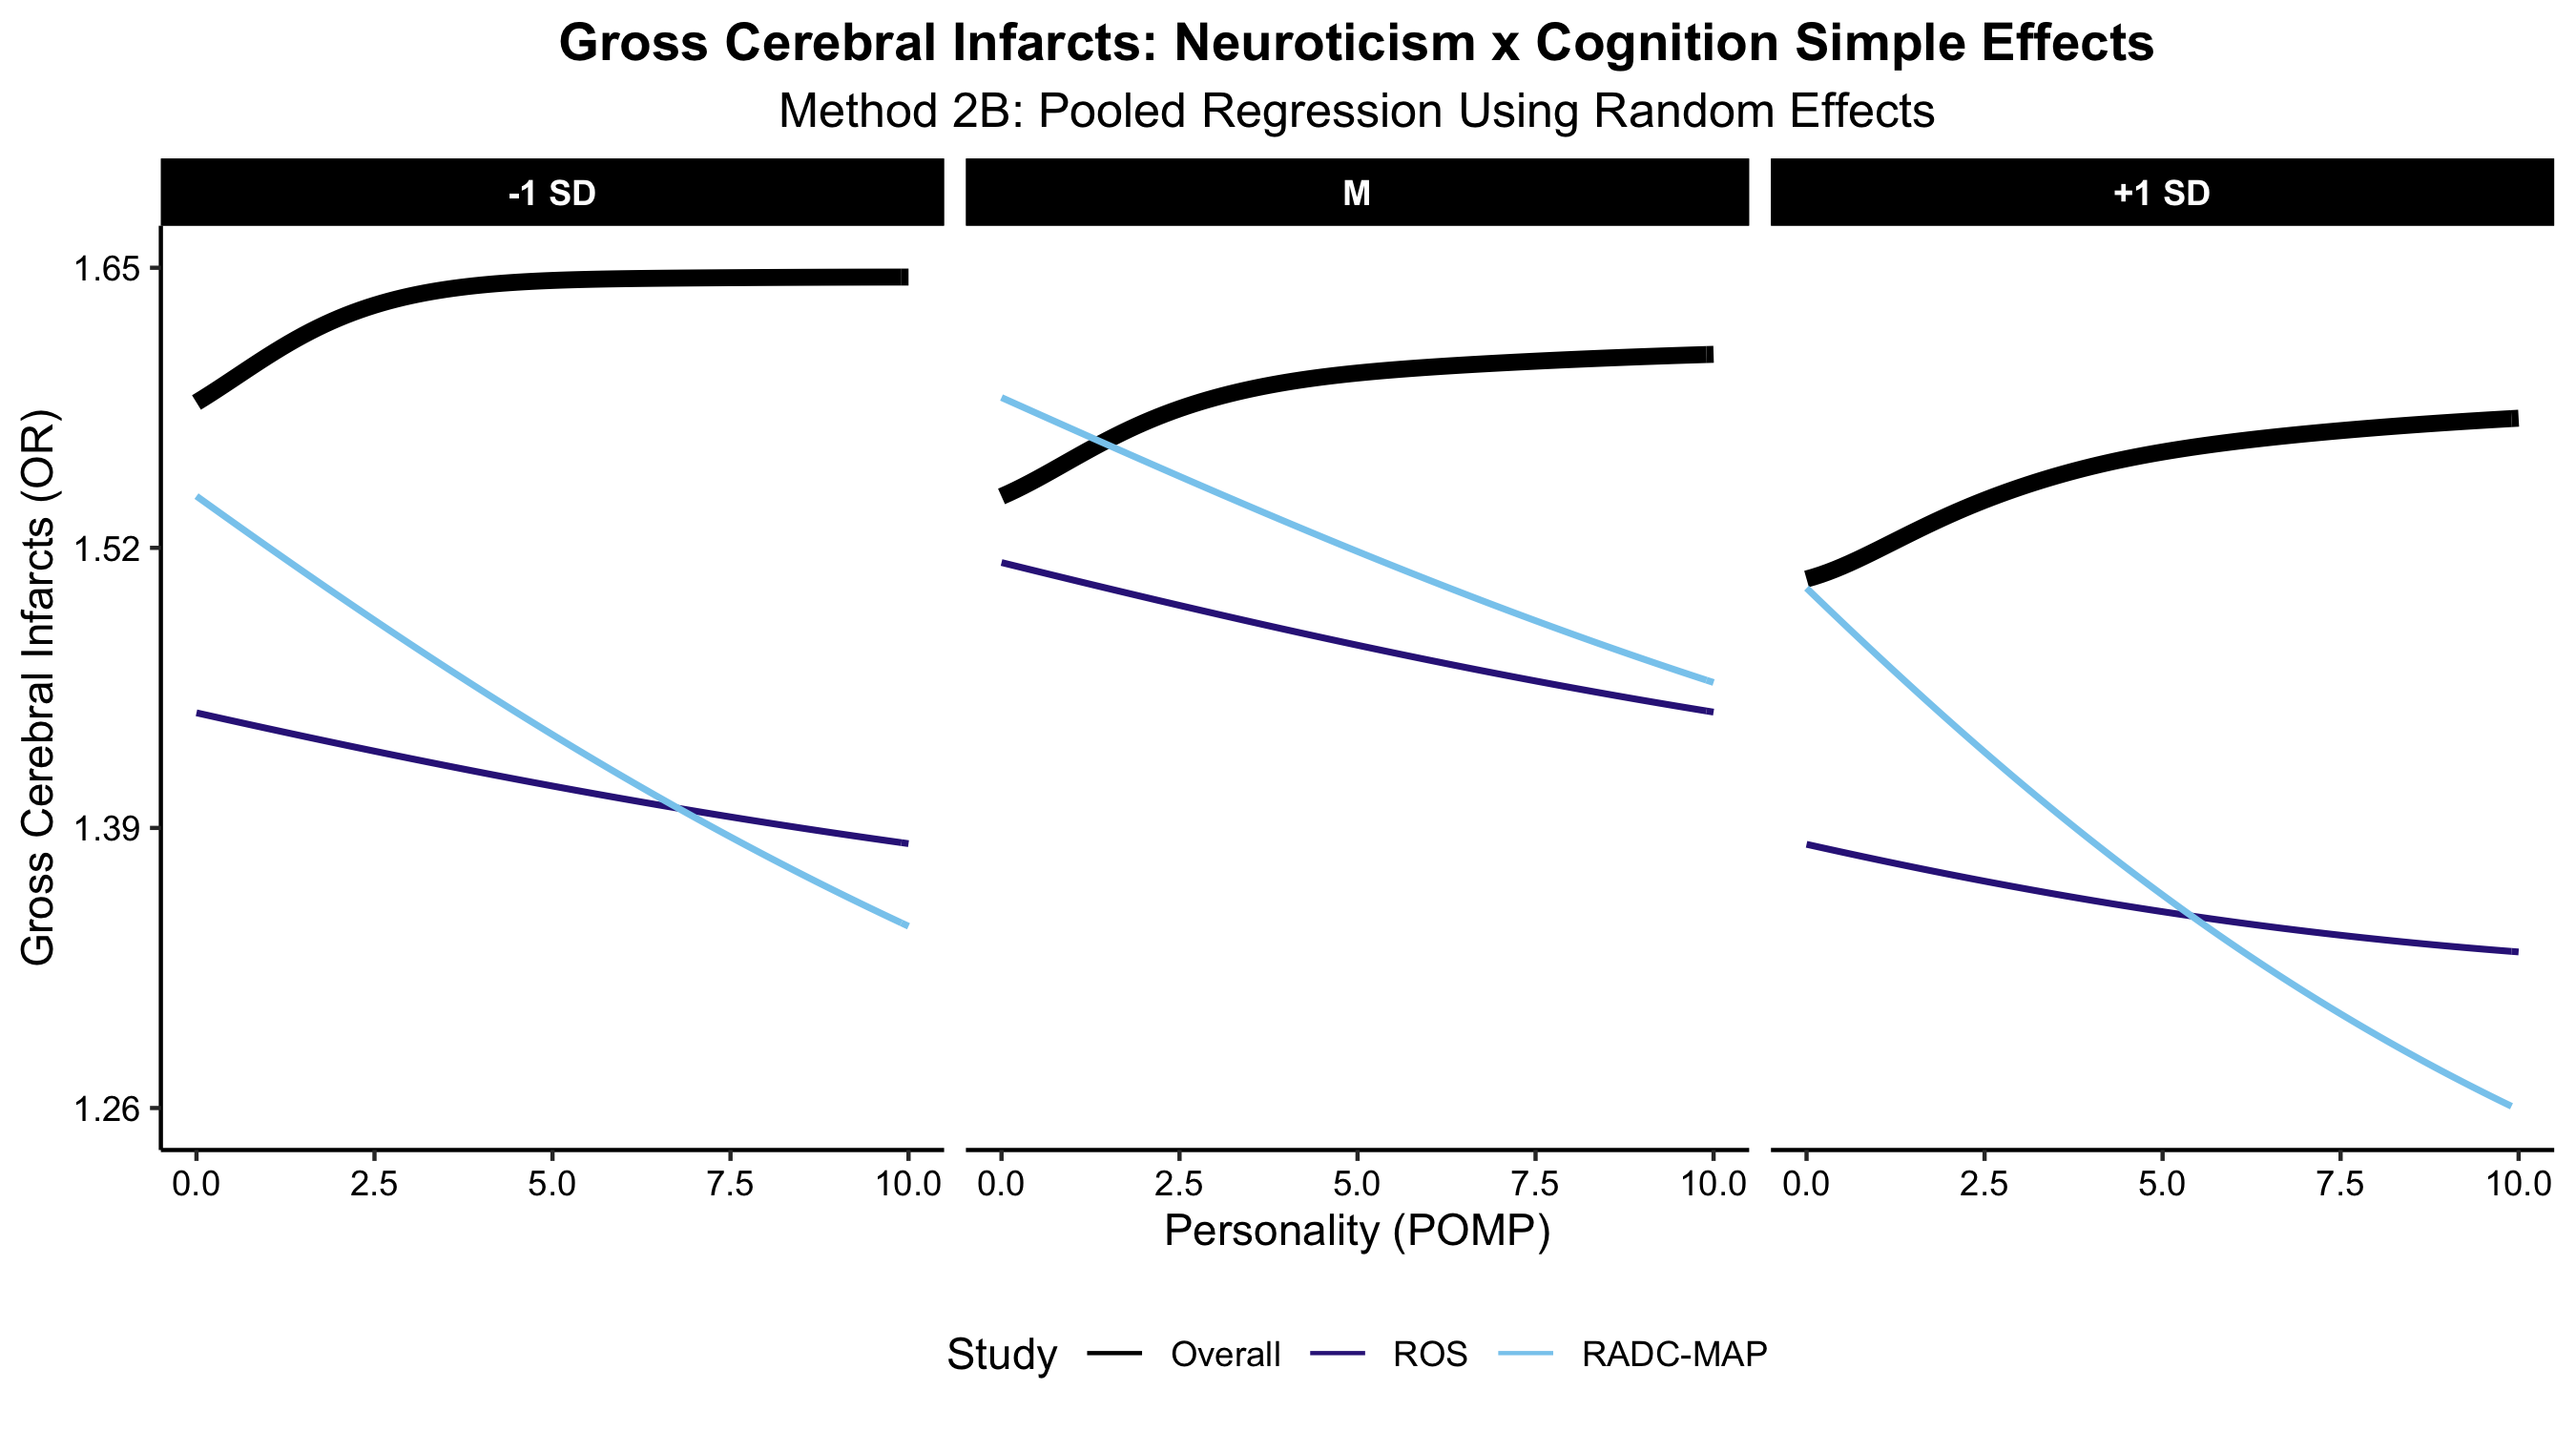 Gross Cerebral Infarcts: Neuroticism x Cognition Simple Effects
Method 2B: Pooled Regression Using Random Effects
-1 SD
M
+1 SD
Gross Cerebral Infarcts (OR)
1.65
1.52
1.39
1.26
0.0 2.5 5.0 7.5 10.0
0.0 2.5 5.0 7.5 10.0
0.0 2.5 5.0 7.5 10.0
Personality (POMP)
Study Overall ROS RADC-MAP